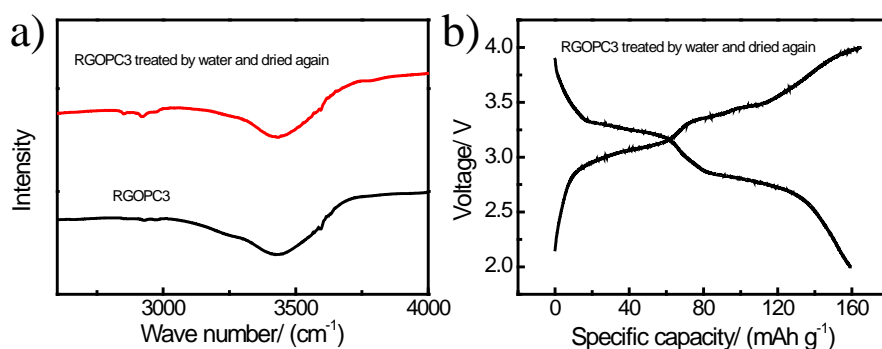 a)
RGOPC3 treated by water and dried again
RGOPC3
Intensity
3000 3500 4000
Wave number/ (cm⁻¹)
b)
RGOPC3 treated by water and dried again
4.0
3.5
3.0
2.5
2.0
Voltage/ V
0 40 80 120 160
Specific capacity/ (mAh g⁻¹)